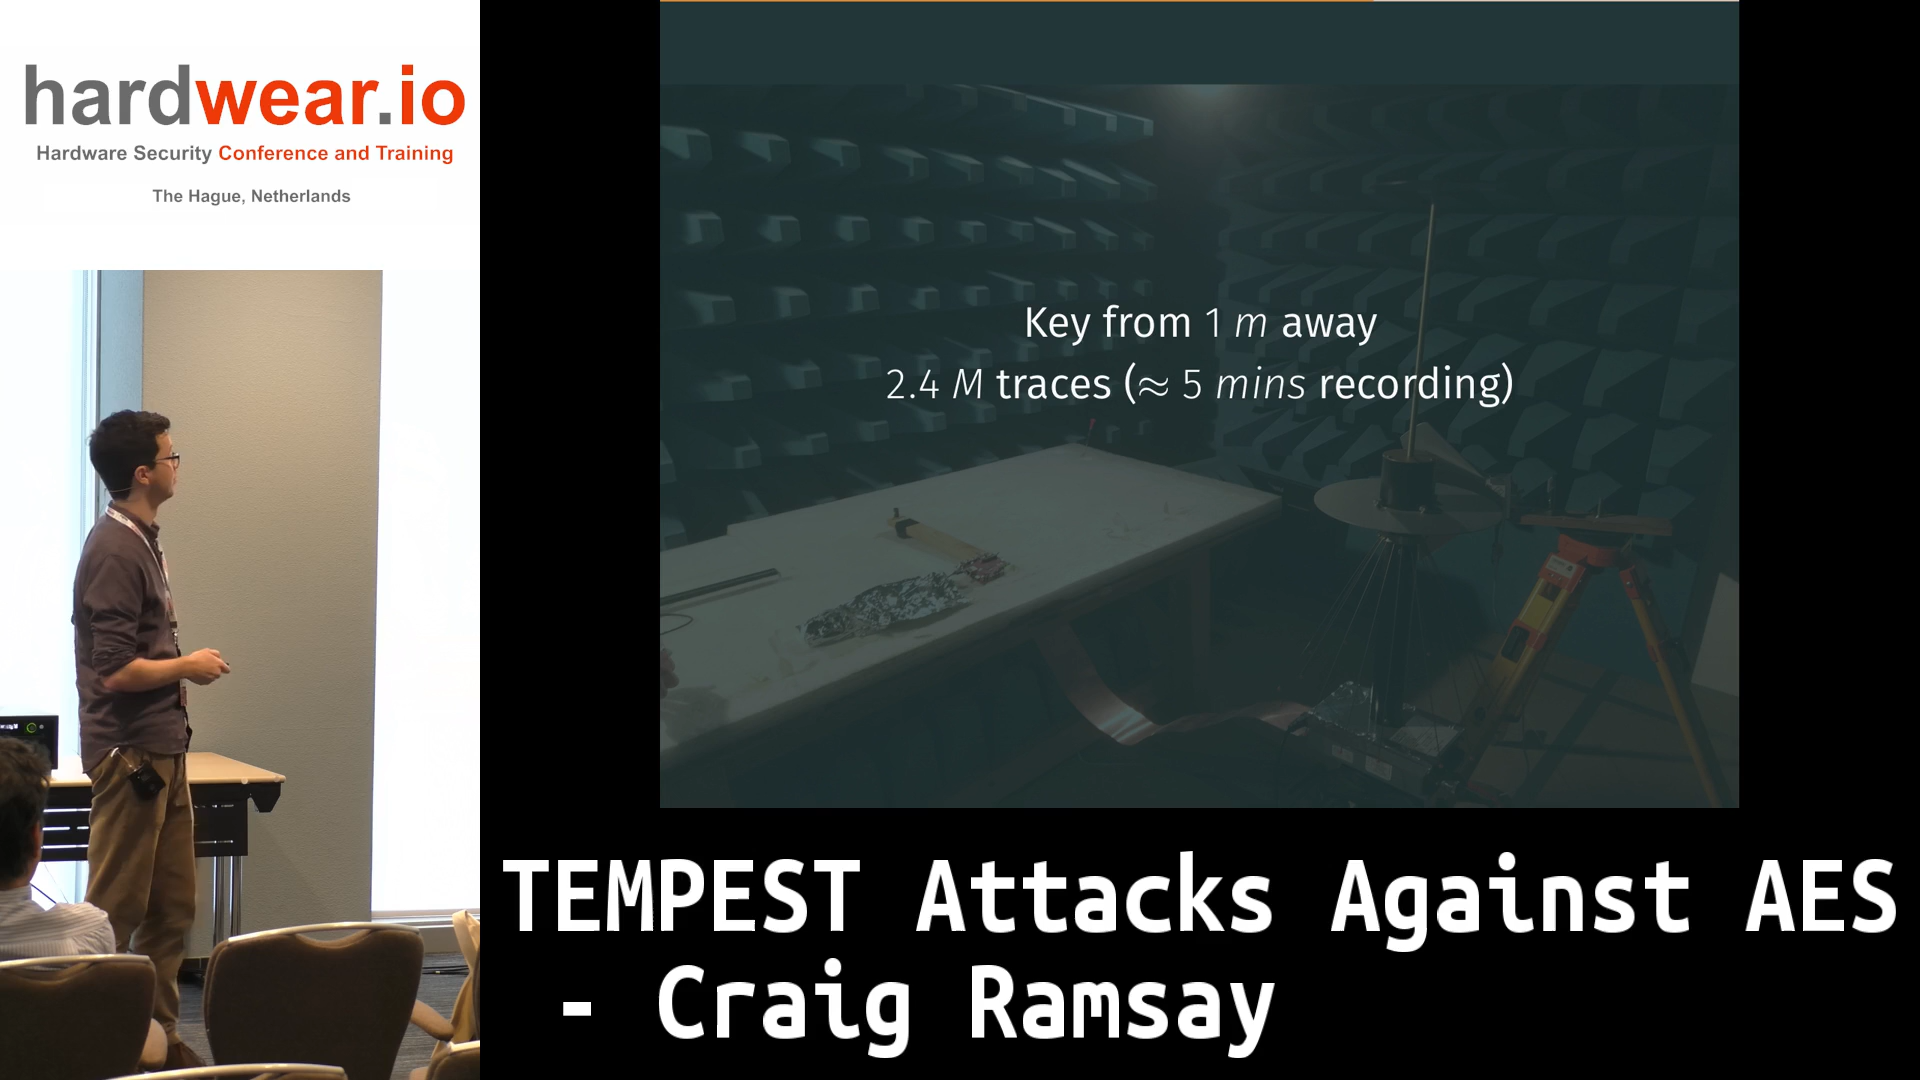 hardwear.io
Hardware Security Conference and Training
The Hague, Netherlands
Key from 1 m away
2.4 M traces (≈ 5 mins recording)
TEMPEST Attacks Against AES
- Craig Ramsay